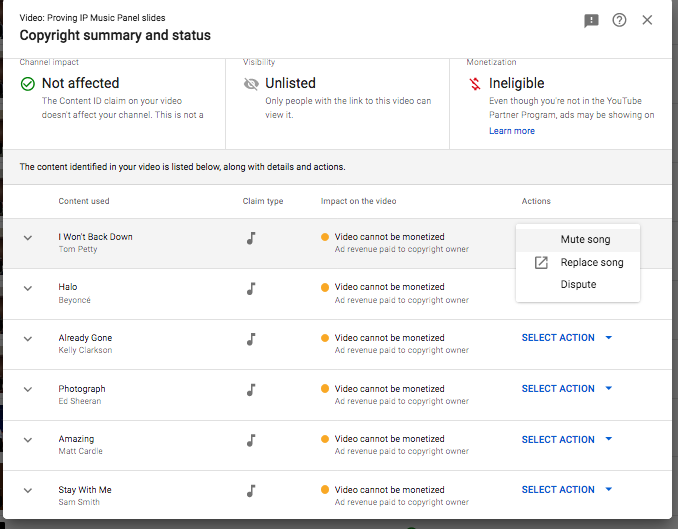 Video: Proving IP Music Panel slides
Copyright summary and status
Channel impact
Not affected
The Content ID claim on your video
doesn't affect your channel. This is not a
Visibility
Unlisted
Only people with the link to this video can
view it.
Monetization
Ineligible
Even though you're not in the YouTube
Partner Program, ads may be showing on
Learn more
The content identified in your video is listed below, along with details and actions.
Content used Claim type Impact on the video Actions
I Won't Back Down Video cannot be monetized
Tom Petty Ad revenue paid to copyright owner
Mute song
Replace song
Dispute
Halo Video cannot be monetized
Beyoncé Ad revenue paid to copyright owner
Already Gone Video cannot be monetized SELECT ACTION
Kelly Clarkson Ad revenue paid to copyright owner
Photograph Video cannot be monetized SELECT ACTION
Ed Sheeran Ad revenue paid to copyright owner
Amazing Video cannot be monetized SELECT ACTION
Matt Cardle Ad revenue paid to copyright owner
Stay With Me Video cannot be monetized SELECT ACTION
Sam Smith Ad revenue paid to copyright owner